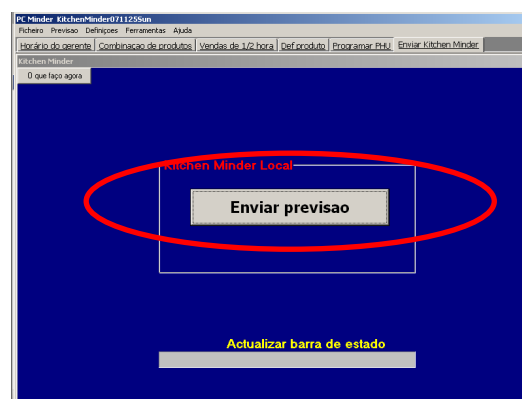 PC Minder KitchenMinder071125Sun
Ficheiro Previsao Definiçoes Ferramentas Ajuda
Horário do gerente Combinaçao de produtos Vendas de 1/2 hora Def produto Programar PHU Enviar Kitchen Minder
Kitchen Minder
O que faço agora
Kitchen Minder Local
Enviar previsao
Actualizar barra de estado